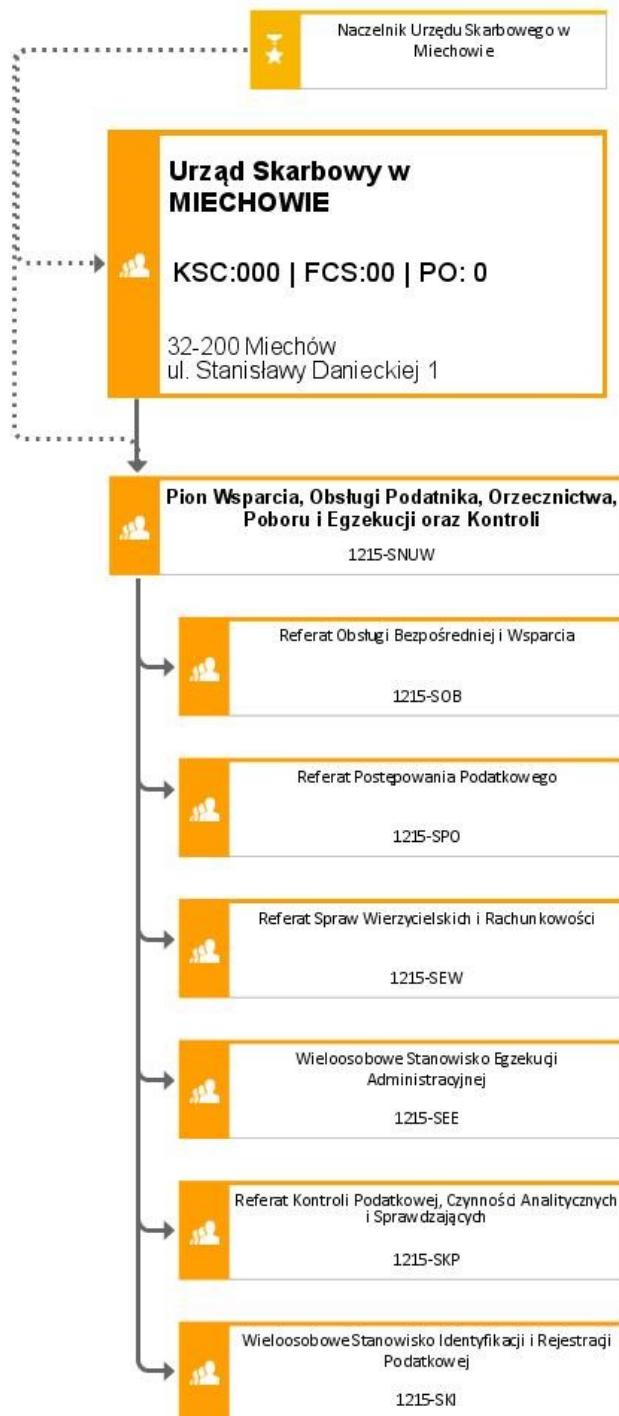 Naczelnik Urzędu Skarbowego w
Miechowie
Urząd Skarbowy w
MIECHOWIE
KSC:000 | FCS:00 | PO: 0
32-200 Miechów
ul. Stanisławy Danieckiej 1
Pion Wsparcia, Obsługi Podatnika, Orzecznictwa,
Poboru i Egzekucji oraz Kontroli
1215-SNUW
Referat Obsługi Bezpośredniej i Wsparcia
1215-SOB
Referat Postępowania Podatkowego
1215-SPO
Referat Spraw Wierzycielskich i Rachunkowości
1215-SEW
Wieloosobowe Stanowisko Egzekucji
Administracyjnej
1215-SEE
Referat Kontroli Podatkowej, Czynności Analitycznych
i Sprawdzających
1215-SKP
Wieloosobowe Stanowisko Identyfikacji i Rejestracji
Podatkowej
1215-SKI